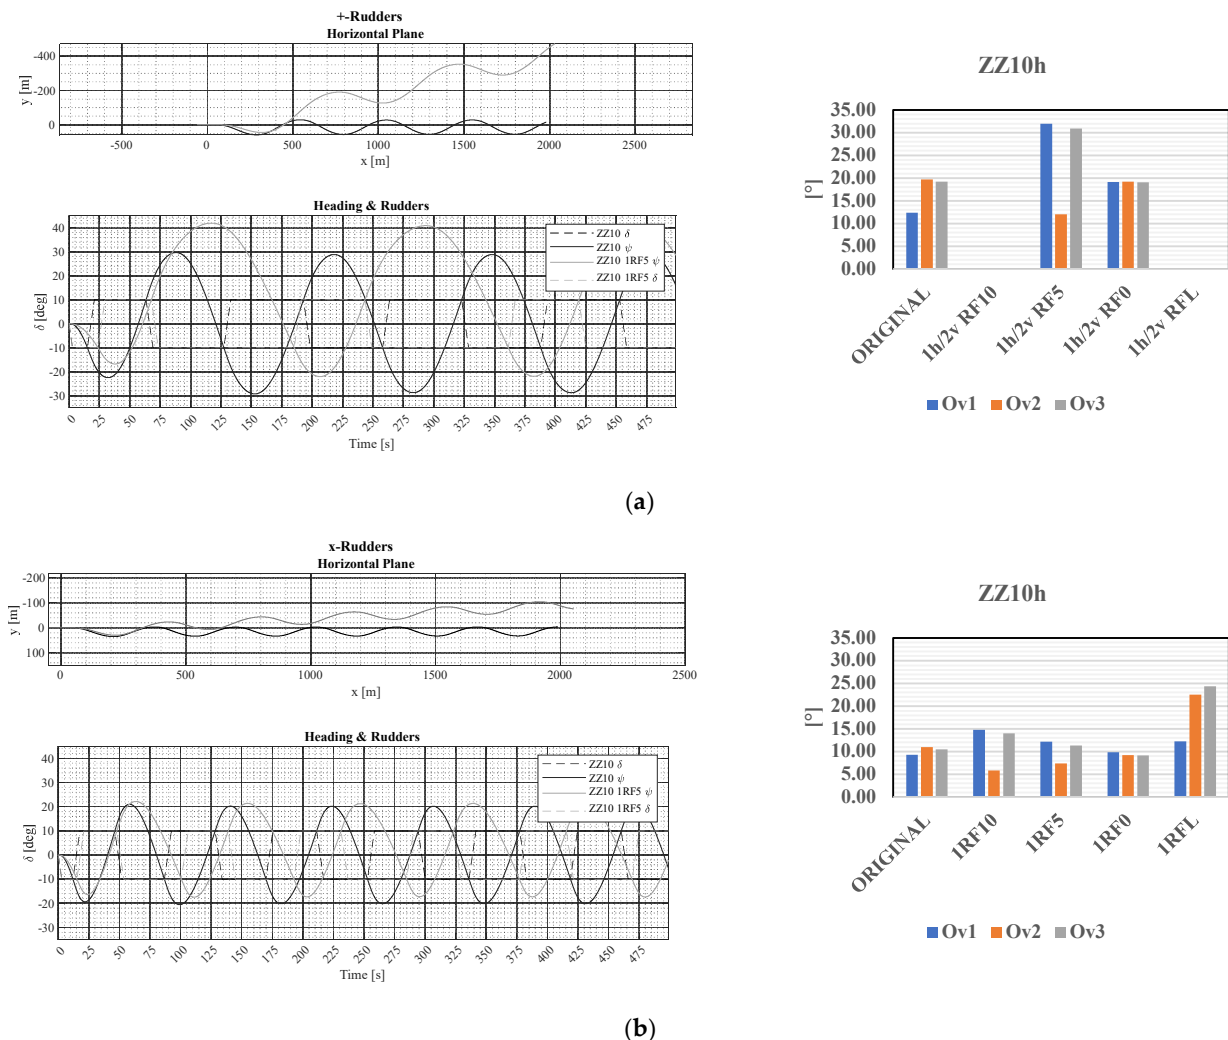 +-Rudders
Horizontal Plane
-400
-200
0
y [m]
-500
0
500
1000
1500
2000
2500
x [m]
Heading & Rudders
40
30
20
10
0
-10
-20
-30
δ [deg]
ZZ10 δ
ZZ10 ψ
ZZ10 1RF5 ψ
ZZ10 1RF5 δ
0
25
50
75
100
125
150
175
200
225
250
275
300
325
350
375
400
425
450
475
Time [s]
ZZ10h
35.00
30.00
25.00
20.00
15.00
10.00
5.00
0.00
[°]
ORIGINAL
1h/2v RF10
1h/2v RF5
1h/2v RF0
1h/2v RFL
Ov1 Ov2 Ov3
(a)
x-Rudders
Horizontal Plane
-200
-100
0
100
y [m]
0
500
1000
1500
2000
2500
x [m]
Heading & Rudders
40
30
20
10
0
-10
-20
-30
δ [deg]
ZZ10 δ
ZZ10 ψ
ZZ10 1RF5 ψ
ZZ10 1RF5 δ
0
25
50
75
100
125
150
175
200
225
250
275
300
325
350
375
400
425
450
475
Time [s]
ZZ10h
35.00
30.00
25.00
20.00
15.00
10.00
5.00
0.00
[°]
ORIGINAL
1RF10
1RF5
1RF0
1RFL
Ov1 Ov2 Ov3
(b)